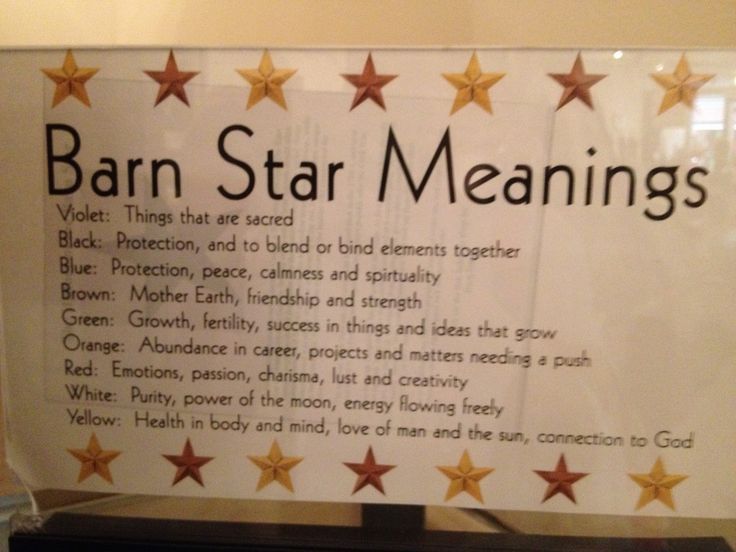 Barn Star Meanings
Violet: Things that are sacred
Black: Protection, and to blend or bind elements together
Blue: Protection, peace, calmness and spirtuality
Brown: Mother Earth, friendship and strength
Green: Growth, fertility, success in things and ideas that grow
Orange: Abundance in career, projects and matters needing a push
Red: Emotions, passion, charisma, lust and creativity
White: Purity, power of the moon, energy flowing freely
Yellow: Health in body and mind, love of man and the sun, connection to God